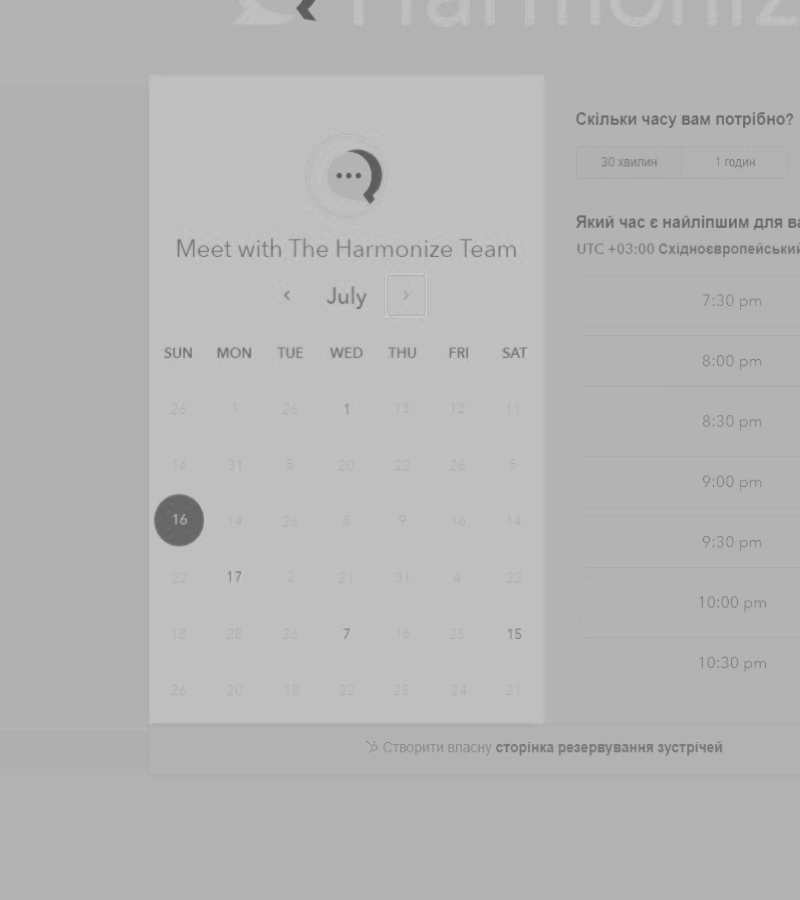 Harmoniz
Meet with The Harmonize Team
July
SUN MON TUE WED THU FRI SAT
26 1 26 1 13 12 11
16 31 5 20 22 26 5
16 14 26 8 9 16 14
22 17 2 21 31 4 22
18 28 26 7 16 25 15
26 20 10 22 25 24 21
Скільки часу вам потрібно?
30 хвилин 1 годин
Який час є найліпшим для ва
UTC +03:00 Східноєвропейський
7:30 pm
8:00 pm
8:30 pm
9:00 pm
9:30 pm
10:00 pm
10:30 pm
Створити власну сторінка резервування зустрічей